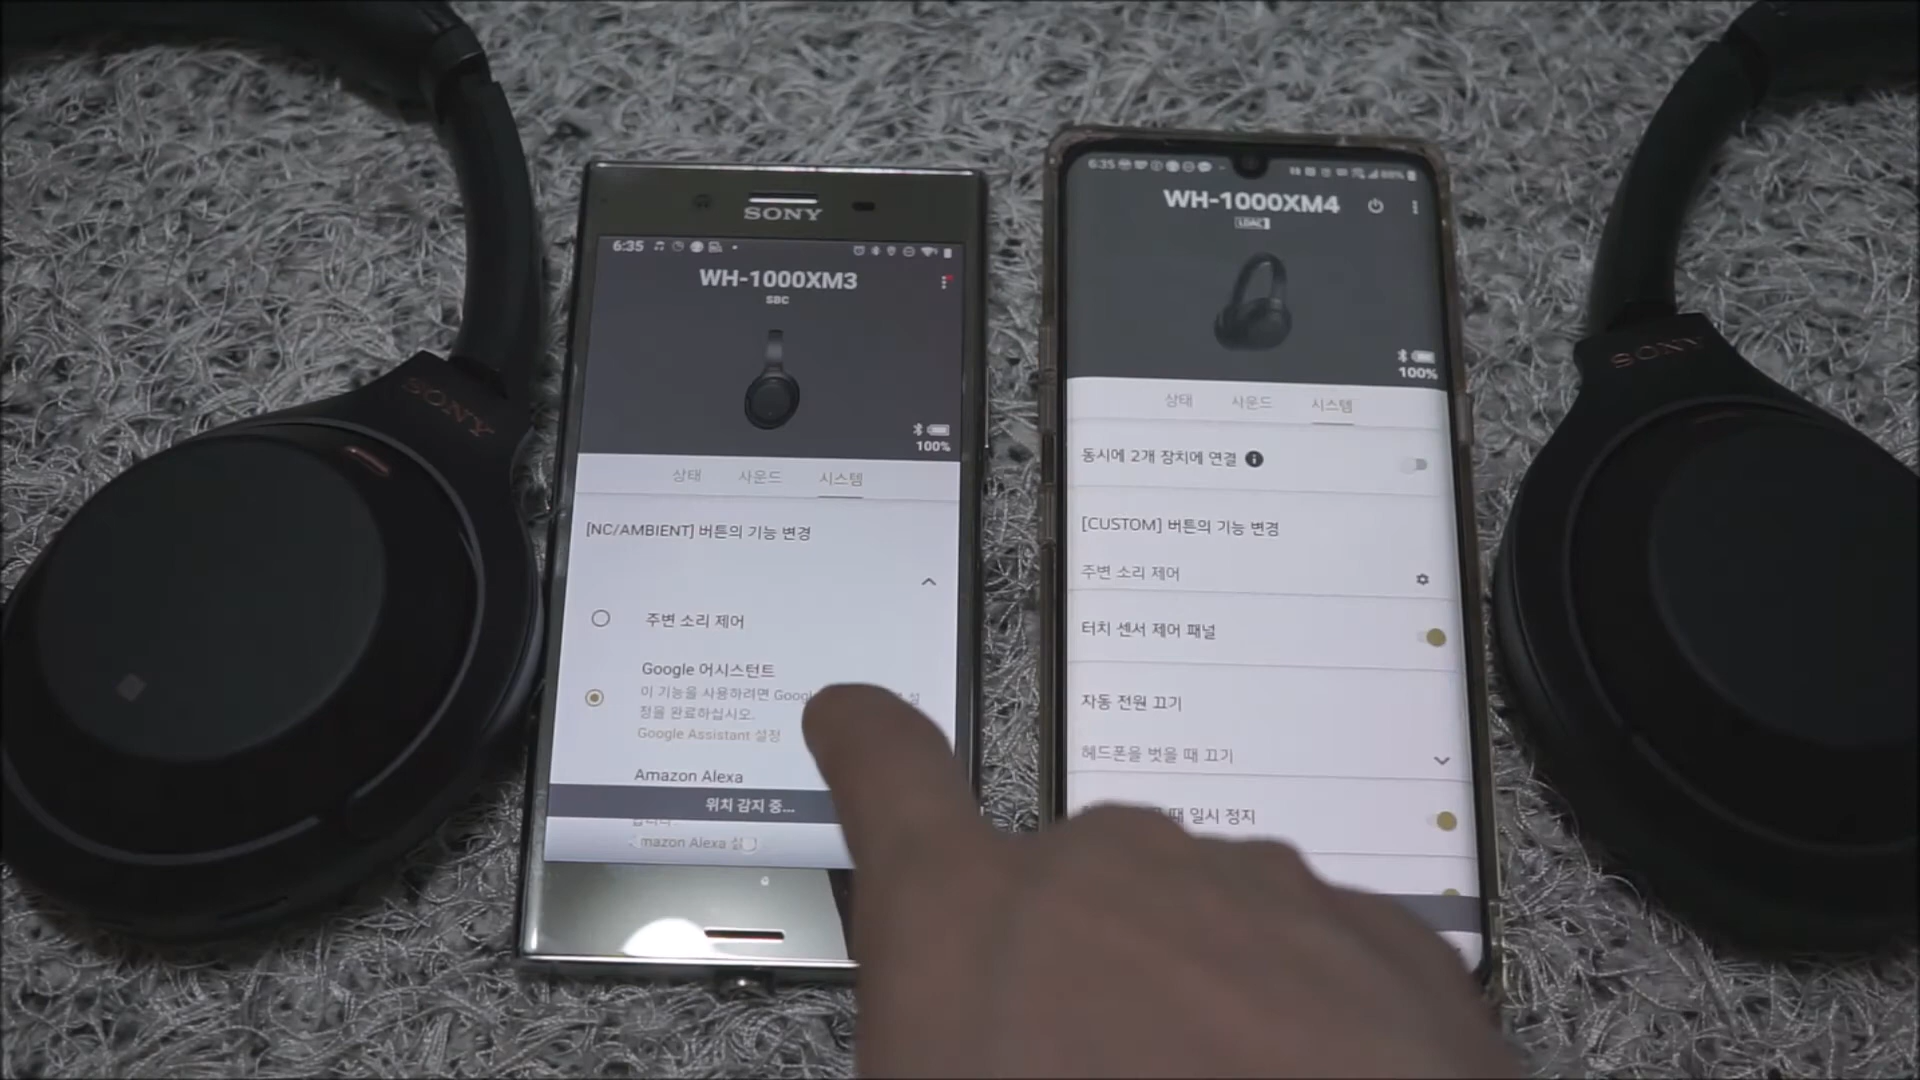 SONY
SONY
6:35
WH-1000XM3
SBC
100%
상태 사운드 시스템
[NC/AMBIENT] 버튼의 기능 변경
주변 소리 제어
Google 어시스턴트
이 기능을 사용하려면 설
정을 완료하십시오.
Google Assistant 설정
Amazon Alexa
위치 감지 중...
mazon Alexa
6:35
WH-1000XM4
LDAC
100%
상태 사운드 시스템
동시에 2개 장치에 연결
[CUSTOM] 버튼의 기능 변경
주변 소리 제어
터치 센서 제어 패널
자동 전원 끄기
헤드폰을 벗을 때 끄기
때 일시 정지
SONY